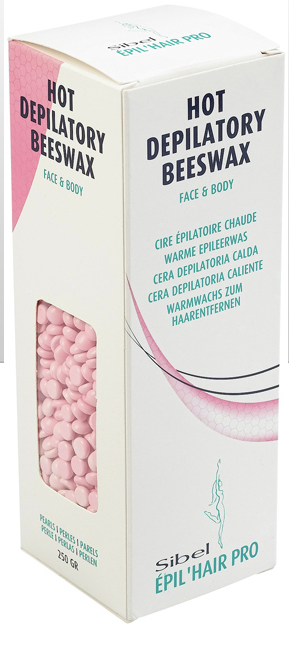 Sibel
ÉPIL'HAIR PRO
HOT
DEPILATORY
BEESWAX
FACE & BODY
PEARLS | PERLES | PARELS
PERLE | PERLAS | PERLEN
250 GR
HOT
DEPILATORY
BEESWAX
FACE & BODY
CIRE ÉPILATOIRE CHAUDE
WARME EPILEERWAS
CERA DEPILATORIA CALDA
CERA DEPILATORIA CALIENTE
WARMWACHS ZUM
HAARENTFERNEN
Sibel
ÉPIL'HAIR PRO